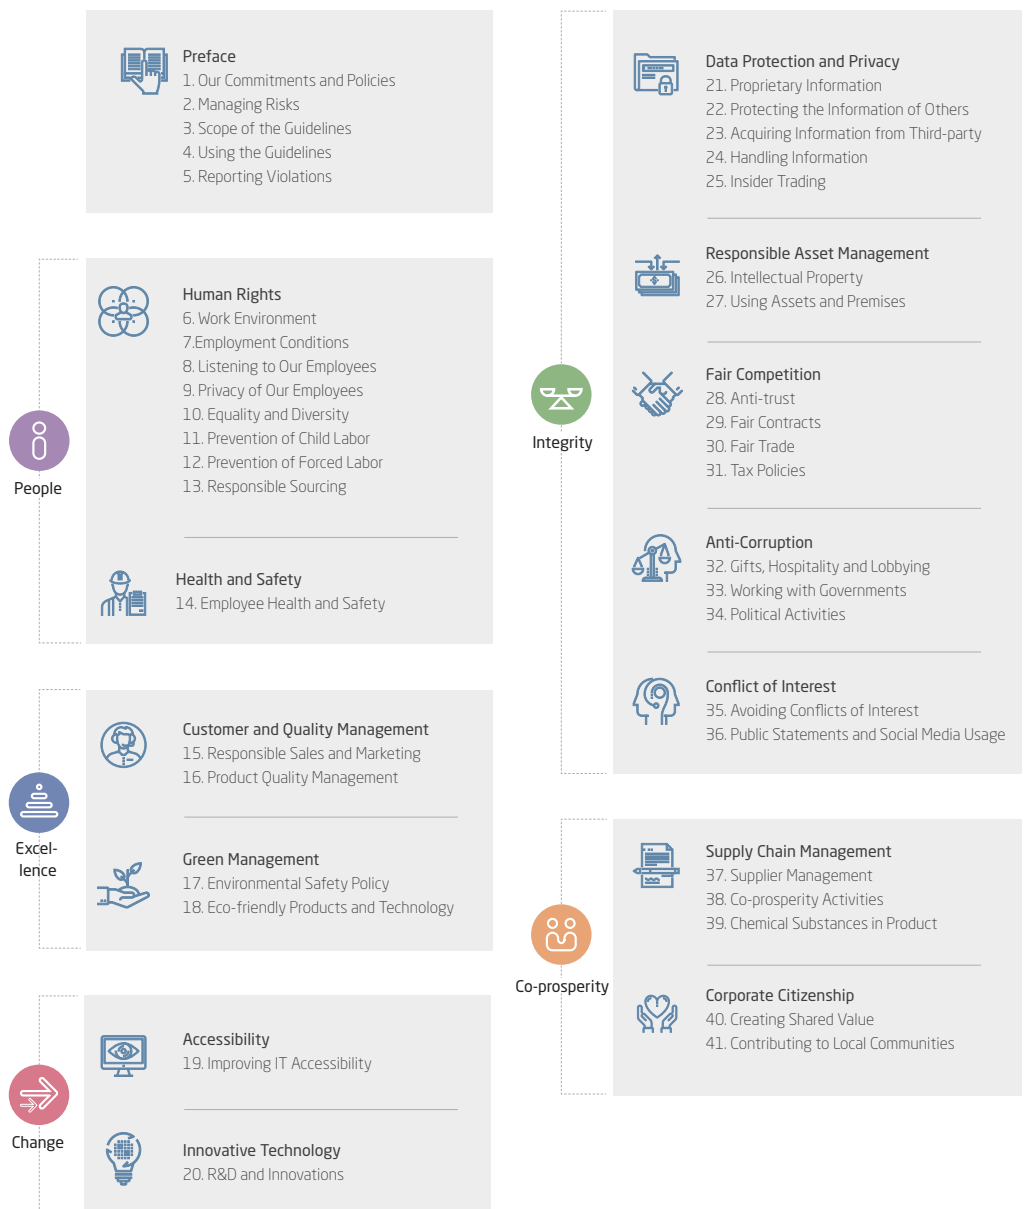 Preface
1. Our Commitments and Policies
2. Managing Risks
3. Scope of the Guidelines
4. Using the Guidelines
5. Reporting Violations
People
Human Rights
6. Work Environment
7.Employment Conditions
8. Listening to Our Employees
9. Privacy of Our Employees
10. Equality and Diversity
11. Prevention of Child Labor
12. Prevention of Forced Labor
13. Responsible Sourcing
Health and Safety
14. Employee Health and Safety
Excel-
lence
Customer and Quality Management
15. Responsible Sales and Marketing
16. Product Quality Management
Green Management
17. Environmental Safety Policy
18. Eco-friendly Products and Technology
Change
Accessibility
19. Improving IT Accessibility
Innovative Technology
20. R&D and Innovations
Integrity
Data Protection and Privacy
21. Proprietary Information
22. Protecting the Information of Others
23. Acquiring Information from Third-party
24. Handling Information
25. Insider Trading
Responsible Asset Management
26. Intellectual Property
27. Using Assets and Premises
Fair Competition
28. Anti-trust
29. Fair Contracts
30. Fair Trade
31. Tax Policies
Anti-Corruption
32. Gifts, Hospitality and Lobbying
33. Working with Governments
34. Political Activities
Conflict of Interest
35. Avoiding Conflicts of Interest
36. Public Statements and Social Media Usage
Co-prosperity
Supply Chain Management
37. Supplier Management
38. Co-prosperity Activities
39. Chemical Substances in Product
Corporate Citizenship
40. Creating Shared Value
41. Contributing to Local Communities